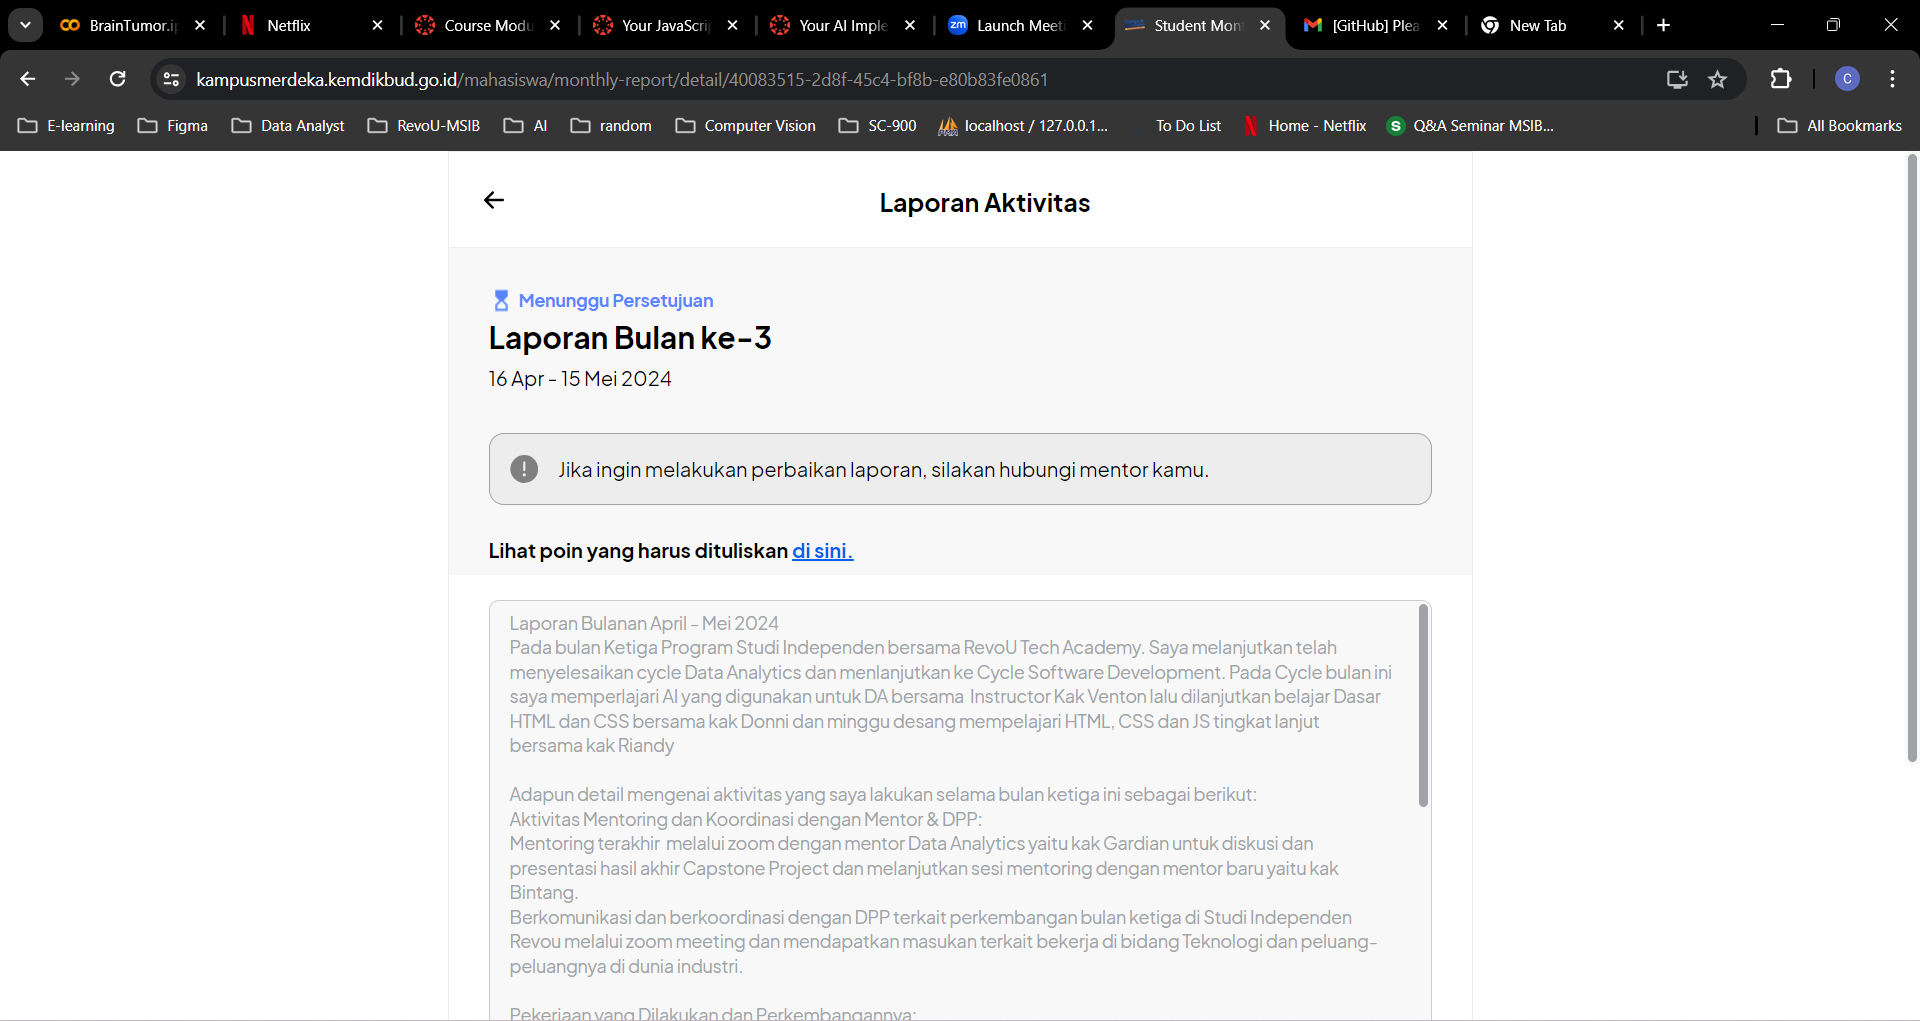 BrainTumor.i
Netflix
Course Modu
Your JavaScri
Your AI Imple
zm
Launch Meeti
Student Mon
[GitHub] Plea
New Tab
kampusmerdeka.kemdikbud.go.id/mahasiswa/monthly-report/detail/40083515-2d8f-45c4-bf8b-e80b83fe0861
C
E-learning
Figma
Data Analyst
RevoU-MSIB
AI
random
Computer Vision
SC-900
localhost / 127.0.0.1...
To Do List
Home - Netflix
S
Q&A Seminar MSIB...
All Bookmarks
Laporan Aktivitas
Menunggu Persetujuan
Laporan Bulan ke-3
16 Apr - 15 Mei 2024
Jika ingin melakukan perbaikan laporan, silakan hubungi mentor kamu.
Lihat poin yang harus dituliskan di sini.
Laporan Bulanan April - Mei 2024
Pada bulan Ketiga Program Studi Independen bersama RevoU Tech Academy. Saya melanjutkan telah
menyelesaikan cycle Data Analytics dan menlanjutkan ke Cycle Software Development. Pada Cycle bulan ini
saya memperlajari AI yang digunakan untuk DA bersama  Instructor Kak Venton lalu dilanjutkan belajar Dasar
HTML dan CSS bersama kak Donni dan minggu desang mempelajari HTML, CSS dan JS tingkat lanjut
bersama kak Riandy
Adapun detail mengenai aktivitas yang saya lakukan selama bulan ketiga ini sebagai berikut:
Aktivitas Mentoring dan Koordinasi dengan Mentor & DPP:
Mentoring terakhir  melalui zoom dengan mentor Data Analytics yaitu kak Gardian untuk diskusi dan
presentasi hasil akhir Capstone Project dan melanjutkan sesi mentoring dengan mentor baru yaitu kak
Bintang.
Berkomunikasi dan berkoordinasi dengan DPP terkait perkembangan bulan ketiga di Studi Independen
Revou melalui zoom meeting dan mendapatkan masukan terkait bekerja di bidang Teknologi dan peluang-
peluangnya di dunia industri.
Pekerjaan yang Dilakukan dan Perkembangannya: